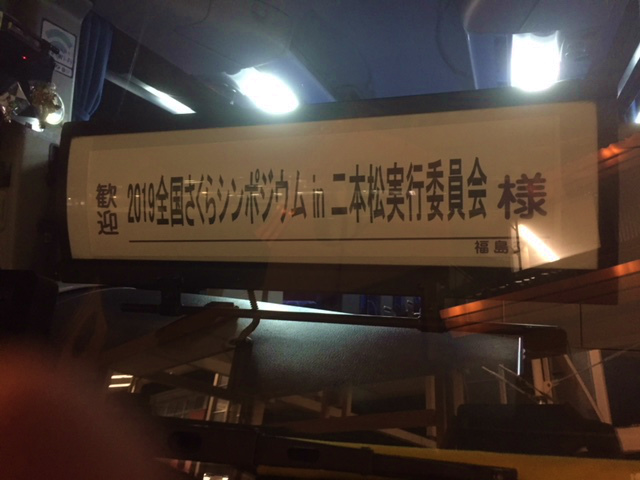 歓迎
2019全国さくらシンポジウム in 二本松実行委員会 様
福島